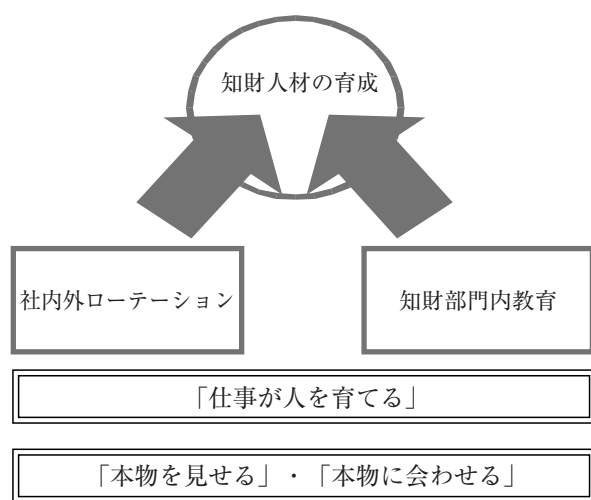 知財人材の育成
社内外ローテーション
知財部門内教育
「仕事が人を育てる」
「本物を見せる」・「本物に会わせる」